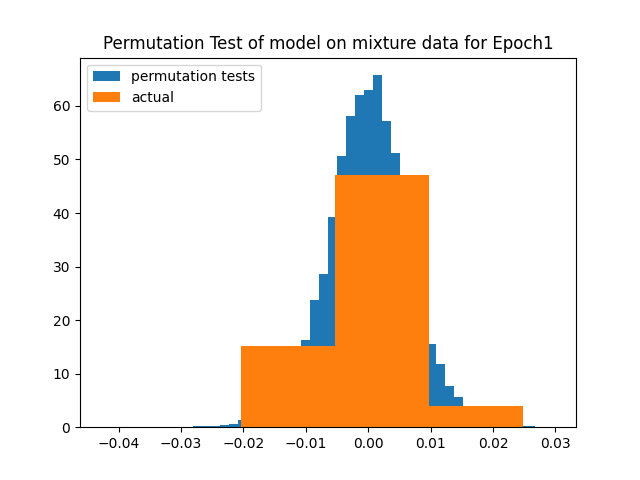 Permutation Test of model on mixture data for Epoch1
permutation tests
actual
60
50
40
30
20
10
0
−0.04 −0.03 −0.02 −0.01 0.00 0.01 0.02 0.03